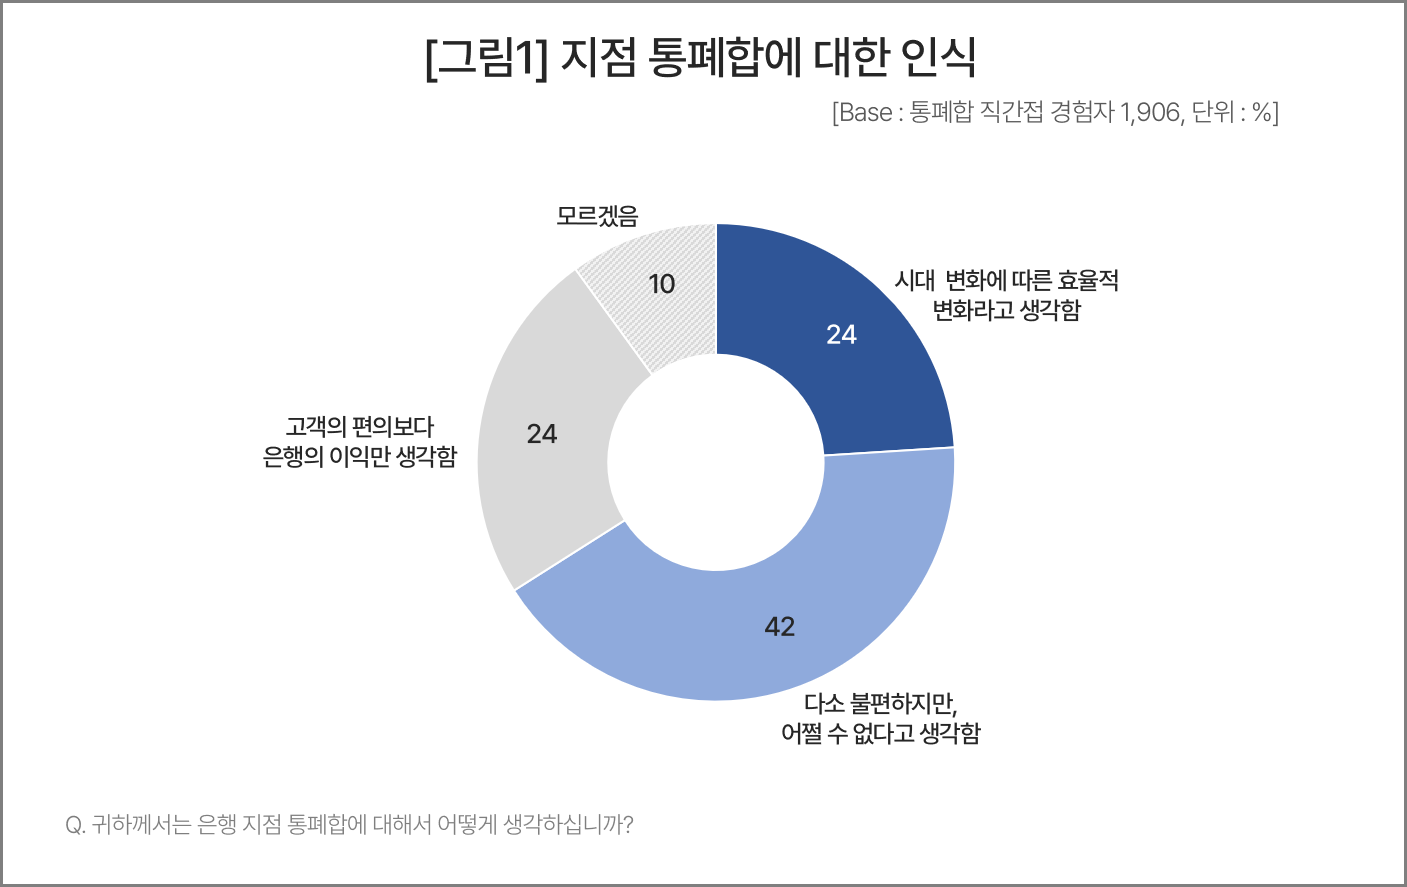 [그림1] 지점 통폐합에 대한 인식
[Base : 통폐합 직간접 경험자 1,906, 단위 : %]
모르겠음
10
시대 변화에 따른 효율적
변화라고 생각함
24
고객의 편의보다
은행의 이익만 생각함
24
42
다소 불편하지만,
어쩔 수 없다고 생각함
Q. 귀하께서는 은행 지점 통폐합에 대해서 어떻게 생각하십니까?